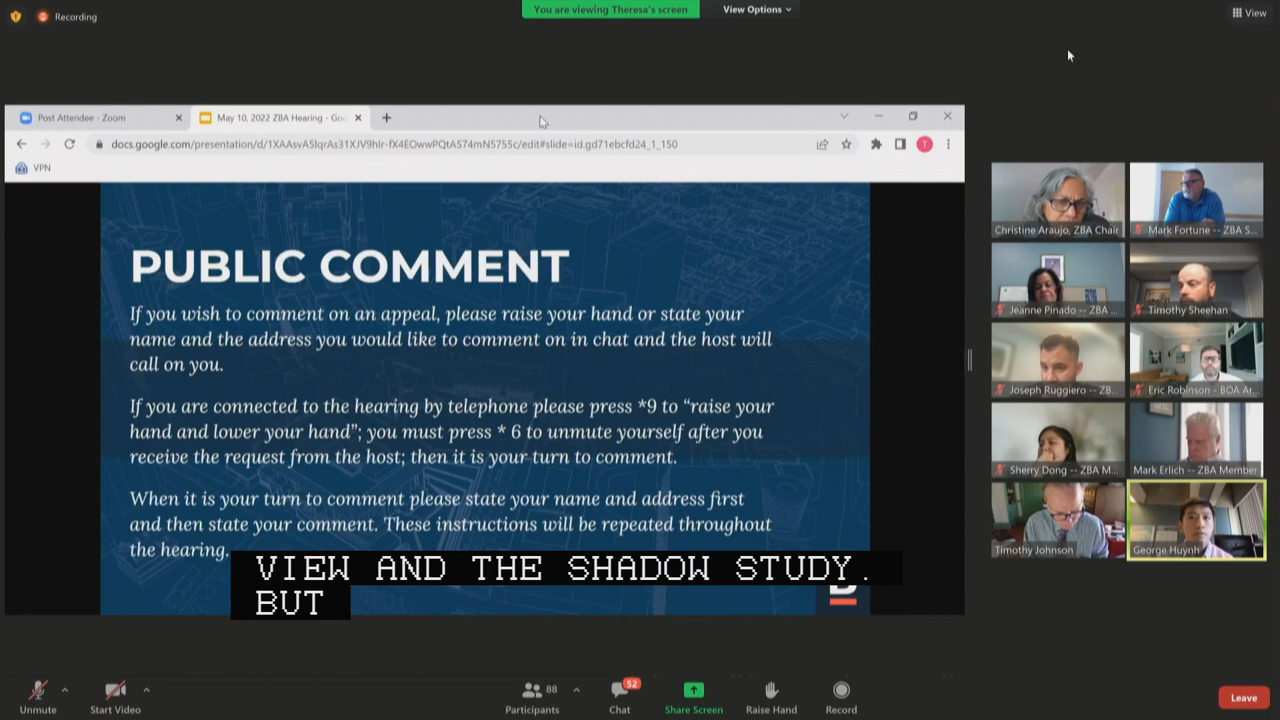 Recording
You are viewing Theresa's screen
View Options
View
Post Attendee - Zoom
May 10, 2022 ZBA Hearing - Goo
docs.google.com/presentation/d/1XAAsvA5lqrAs31XJV9hIr-fX4EOwwPQtA574mN5755c/edit#slide=id.gd71ebcfd24_1_150
T
VPN
PUBLIC COMMENT
If you wish to comment on an appeal, please raise your hand or state your
name and the address you would like to comment on in chat and the host will
call on you.
If you are connected to the hearing by telephone please press *9 to “raise your
hand and lower your hand”; you must press * 6 to unmute yourself after you
receive the request from the host; then it is your turn to comment.
When it is your turn to comment please state your name and address first
and then state your comment. These instructions will be repeated throughout
the hearing.
VIEW AND THE SHADOW STUDY.
BUT
Christine Araujo, ZBA Chair
Mark Fortune -- ZBA S...
Jeanne Pinado -- ZBA ...
Timothy Sheehan
Joseph Ruggiero -- ZB...
Eric Robinson - BOA Ar...
Sherry Dong -- ZBA M...
Mark Erlich -- ZBA Member
Timothy Johnson
George Huynh
Unmute
Start Video
Participants
88
Chat
52
Share Screen
Raise Hand
Record
Leave